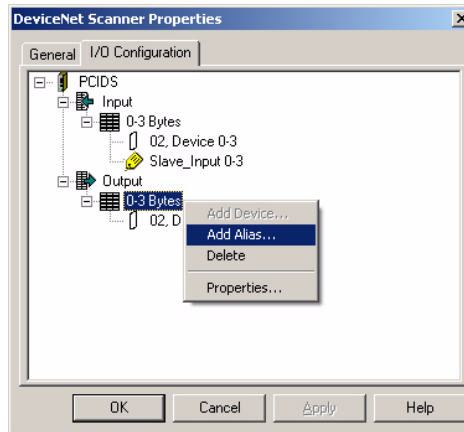 DeviceNet Scanner Properties
General
I/O Configuration
PCIDS
Input
0-3 Bytes
02, Device 0-3
Slave_Input 0-3
Output
0-3 Bytes
02, D
Add Device...
Add Alias...
Delete
Properties...
OK
Cancel
Apply
Help